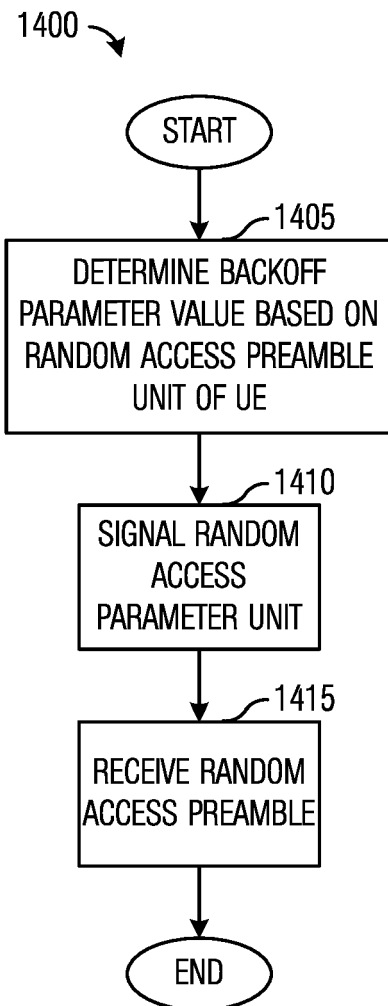 1400
START
1405
DETERMINE BACKOFF
PARAMETER VALUE BASED ON
RANDOM ACCESS PREAMBLE
UNIT OF UE
1410
SIGNAL RANDOM
ACCESS
PARAMETER UNIT
1415
RECEIVE RANDOM
ACCESS PREAMBLE
END